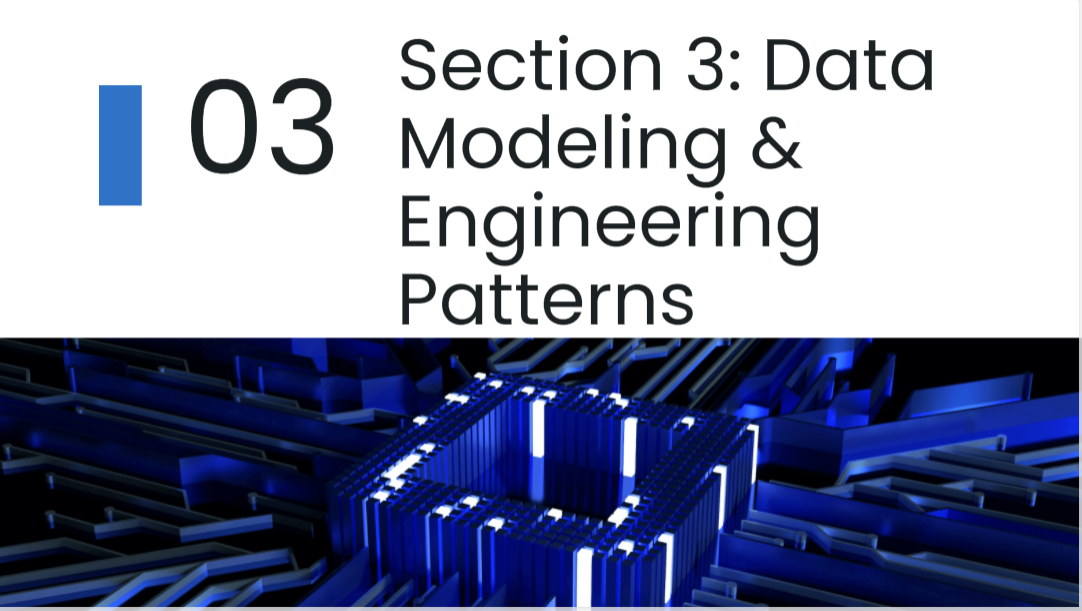 03
Section 3: Data
Modeling &
Engineering
Patterns